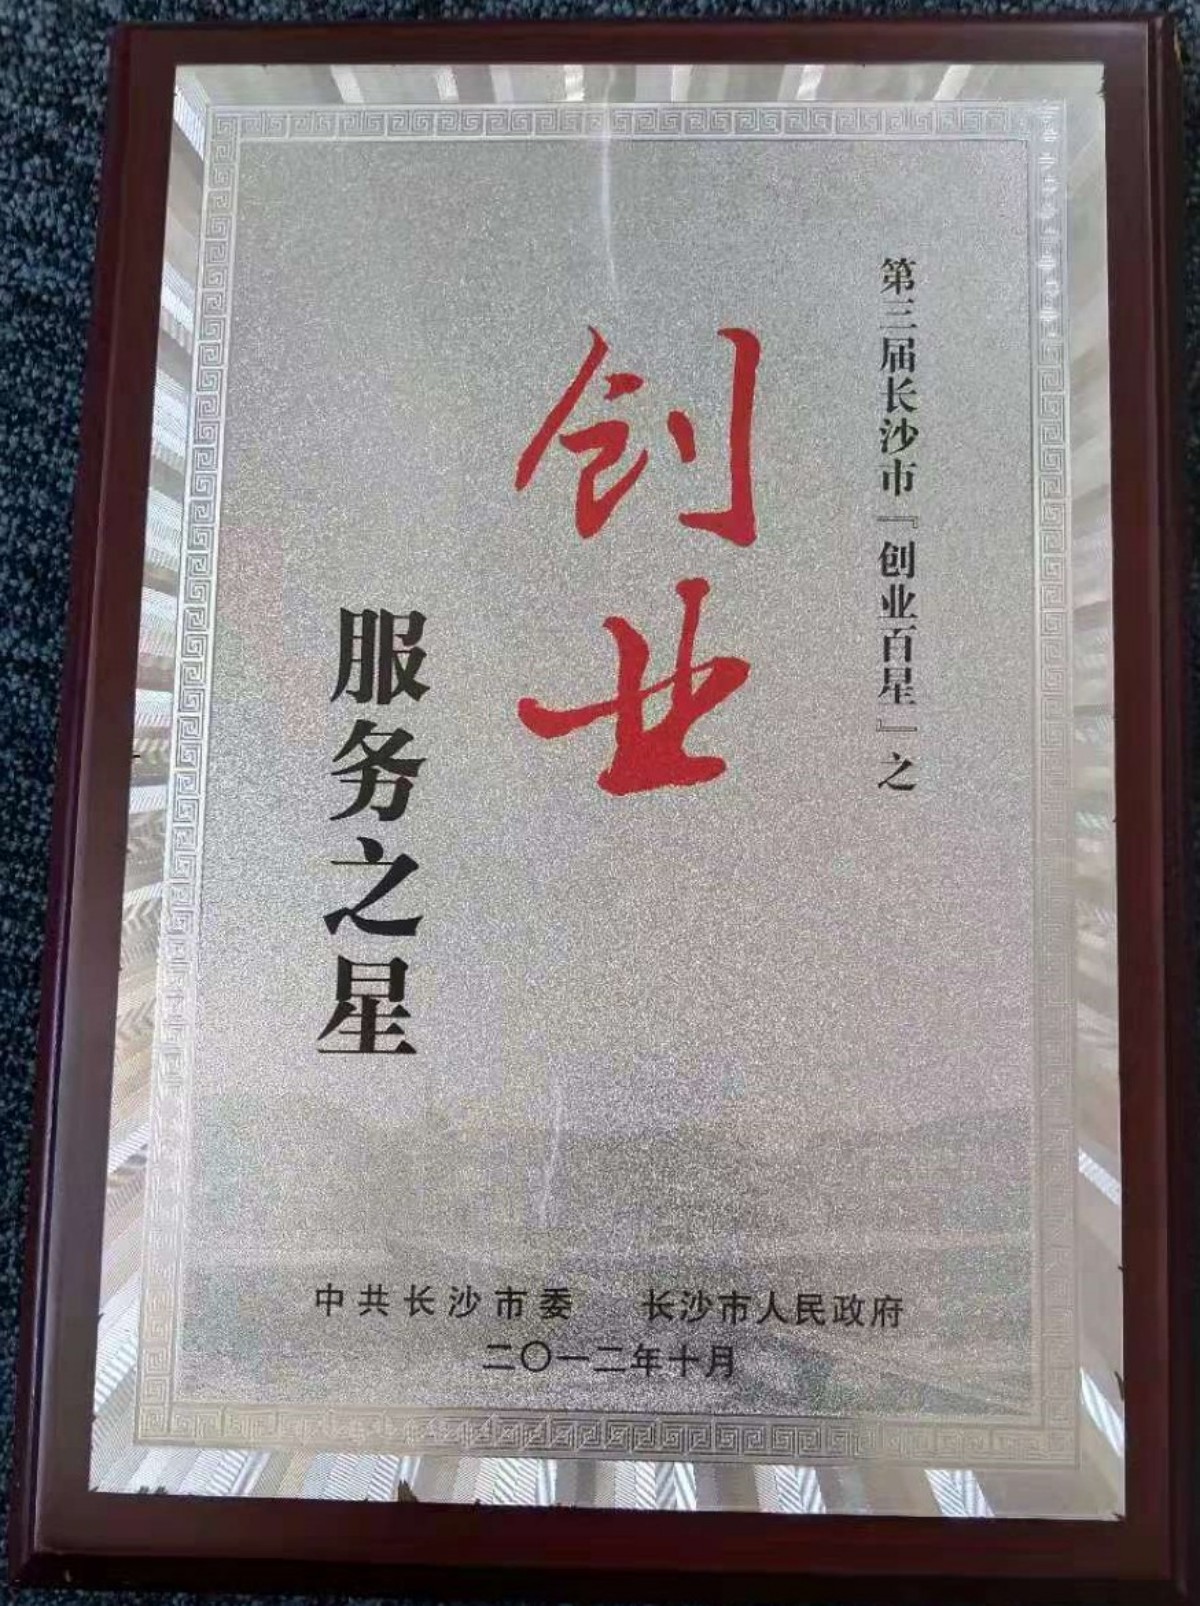 第三届长沙市『创业百星』之
创业
服务之星
中共长沙市委 长沙市人民政府
二〇一二年十月